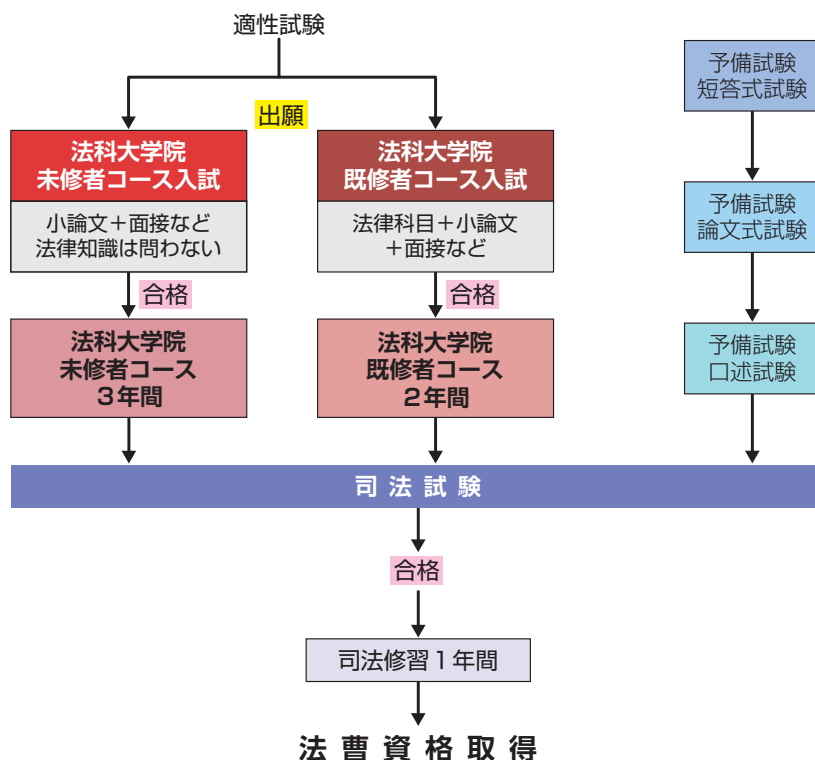 適性試験
出願
法科大学院
未修者コース入試
小論文＋面接など
法律知識は問わない
合格
法科大学院
未修者コース
３年間
法科大学院
既修者コース入試
法律科目＋小論文
＋面接など
合格
法科大学院
既修者コース
２年間
予備試験
短答式試験
予備試験
論文式試験
予備試験
口述試験
司法試験
合格
司法修習１年間
法曹資格取得